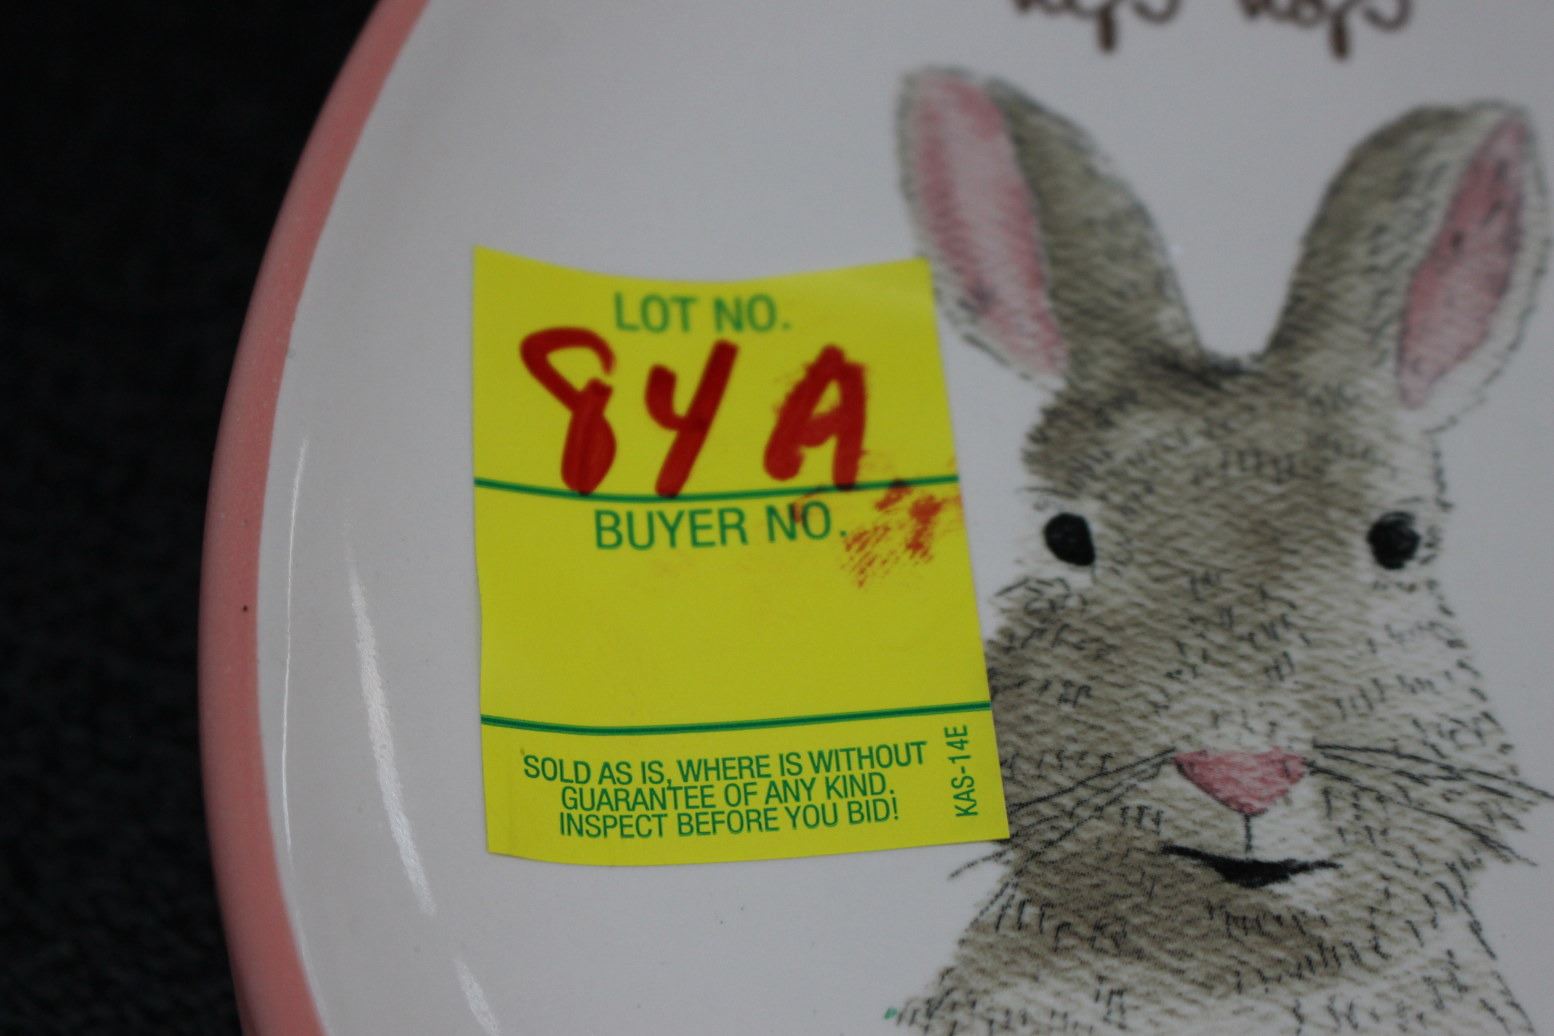 LOT NO.
84A
BUYER NO.
SOLD AS IS, WHERE IS WITHOUT
GUARANTEE OF ANY KIND.
INSPECT BEFORE YOU BID!
KAS-14E